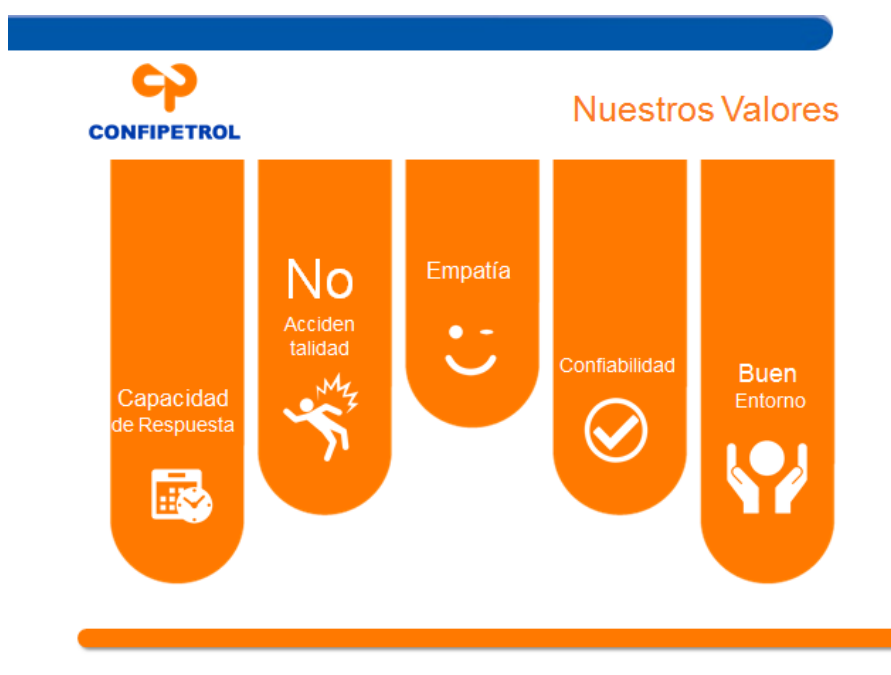 CONFIPETROL
Nuestros Valores
Capacidad
de Respuesta
No
Acciden
talidad
Empatía
Confiabilidad
Buen
Entorno